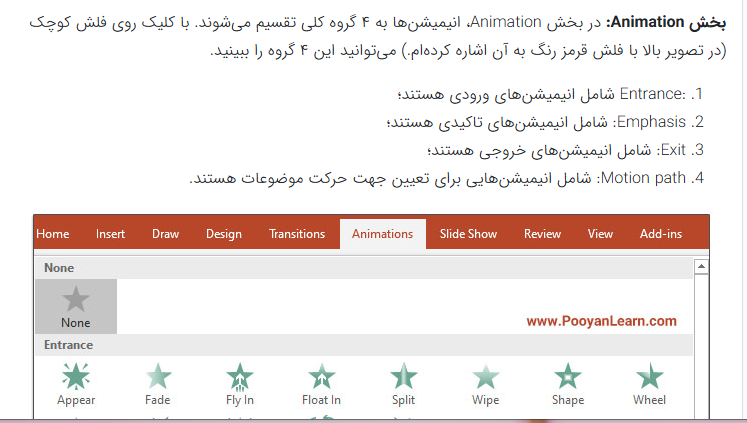 بخش Animation: در بخش Animation، انیمیشن‌ها به ۴ گروه کلی تقسیم می‌شوند. با کلیک روی فلش کوچک
(در تصویر بالا با فلش قرمز رنگ به آن اشاره کرده‌ام.) می‌توانید این ۴ گروه را ببینید.
1. Entrance: شامل انیمیشن‌های ورودی هستند؛
2. Emphasis: شامل انیمیشن‌های تاکیدی هستند؛
3. Exit: شامل انیمیشن‌های خروجی هستند؛
4. Motion path: شامل انیمیشن‌هایی برای تعیین جهت حرکت موضوعات هستند.
Home Insert Draw Design Transitions Animations Slide Show Review View Add-ins
None
None
www.PooyanLearn.com
Entrance
Appear Fade Fly In Float In Split Wipe Shape Wheel